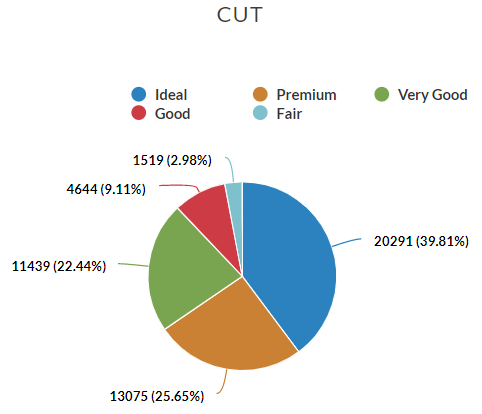 CUT
Ideal Premium Very Good
Good Fair
1519 (2.98%)
4644 (9.11%)
20291 (39.81%)
11439 (22.44%)
13075 (25.65%)